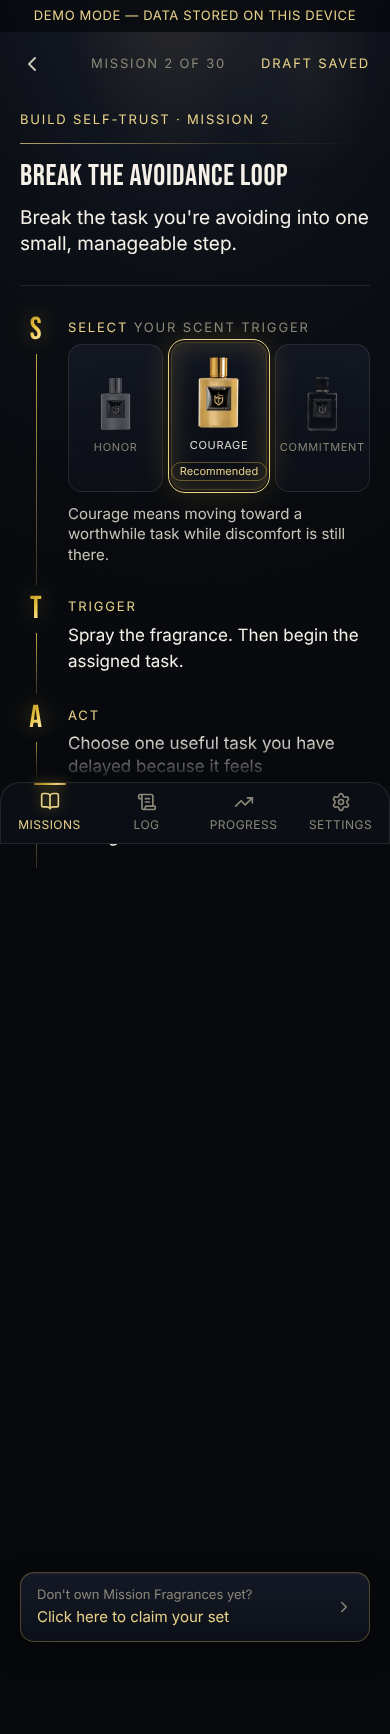 DEMO MODE — DATA STORED ON THIS DEVICE
MISSION 2 OF 30
DRAFT SAVED
BUILD SELF-TRUST · MISSION 2
BREAK THE AVOIDANCE LOOP
Break the task you're avoiding into one
small, manageable step.
S
SELECT YOUR SCENT TRIGGER
HONOR
COURAGE
Recommended
COMMITMENT
Courage means moving toward a
worthwhile task while discomfort is still
there.
T
TRIGGER
Spray the fragrance. Then begin the
assigned task.
A
ACT
Choose one useful task you have
delayed because it feels
MISSIONS
LOG
PROGRESS
SETTINGS
Don't own Mission Fragrances yet?
Click here to claim your set